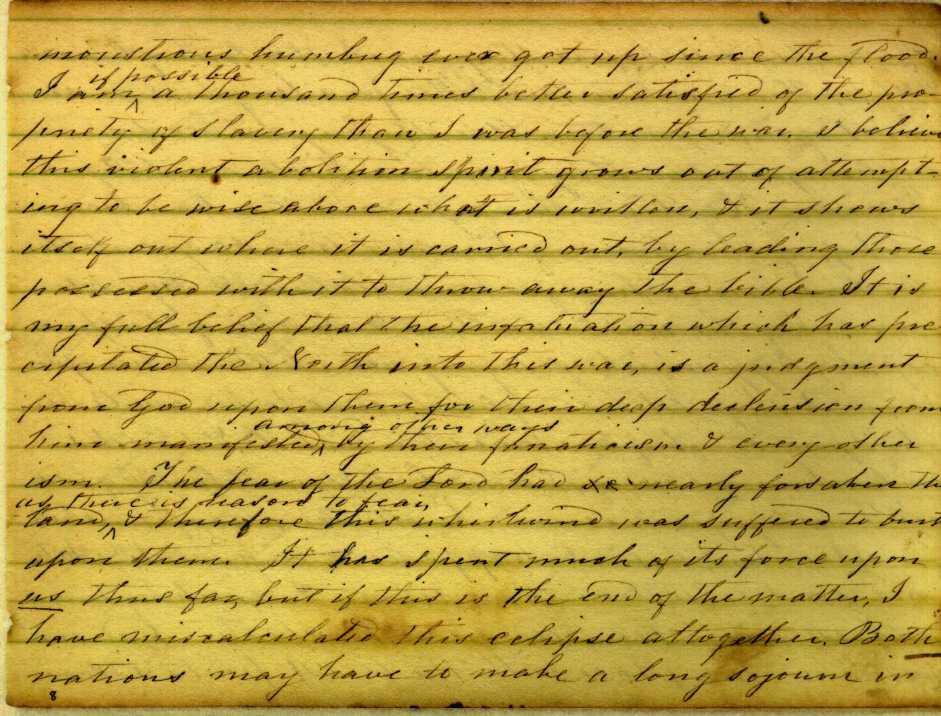 monstrous humbug ever got up since the flood.
if possible
I am ^ a thousand times better satisfied of the pro-
priety of slavery than I was before the war. I believe
this violent abolition spirit grows out of attempt-
ing to be wise above what is written, & it shows
itself out where it is carried out, by leading those
possessed with it to throw away the bible. It is
my full belief that the infatuation which has pre
cipitated the North into this war, is a judgment
from God upon them for their deep declension from
among other ways
him manifested ^ by their fanaticism & every other
ism. The fear of the Lord had nearly forsaken the
as there is reason to fear,
land, ^ & therefore this whirlwind was suffered to burst
upon them. It has spent much of its force upon
us thus far, but if this is the end of the matter, I
have miscalculated this eclipse altogether. Both
nations may have to make a long sojourn in
8